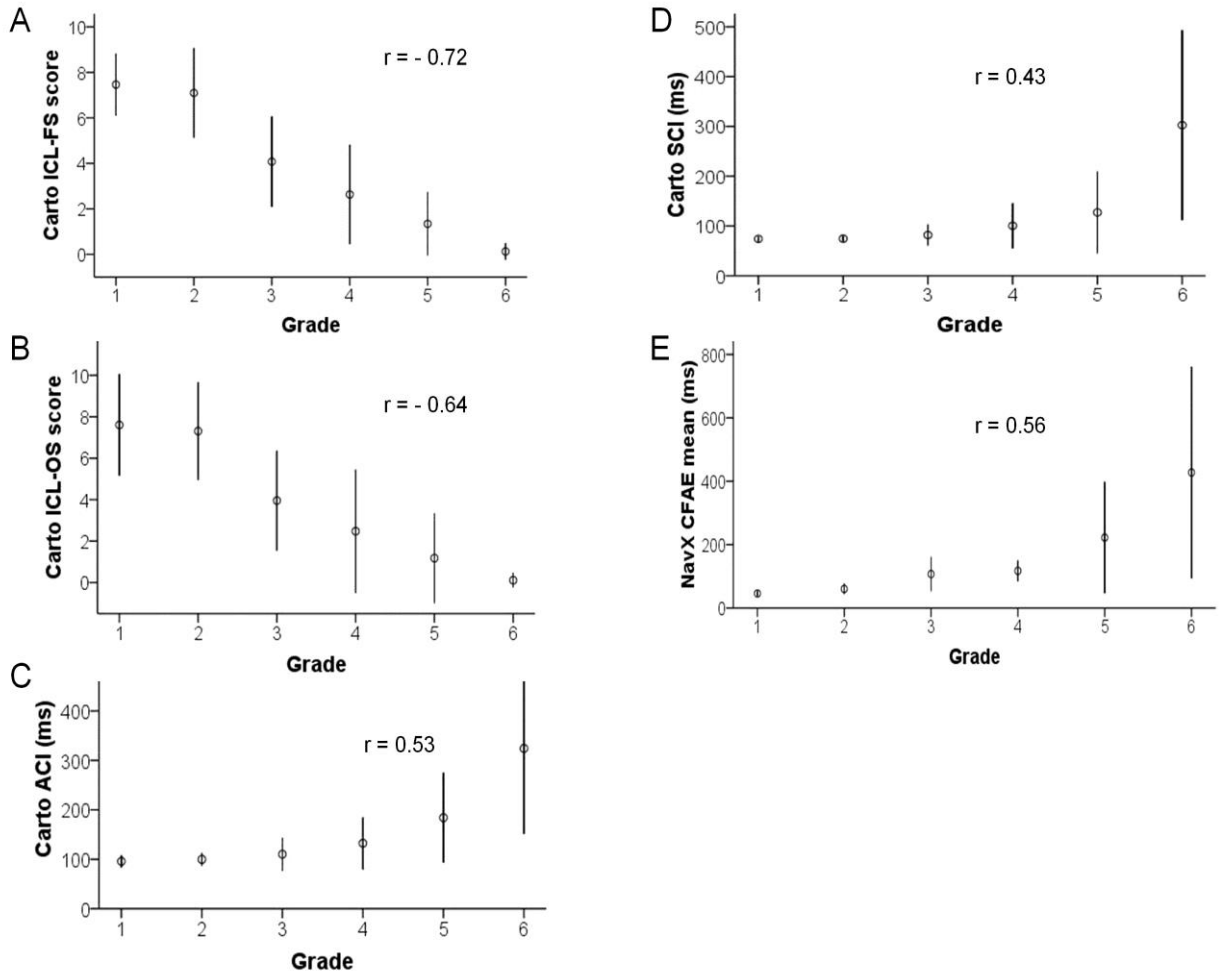 A
Carto ICL-FS score
10
8
6
4
2
0
r = - 0.72
1 2 3 4 5 6
Grade
B
Carto ICL-OS score
10
8
6
4
2
0
r = - 0.64
1 2 3 4 5 6
Grade
C
Carto ACI (ms)
400
300
200
100
0
r = 0.53
1 2 3 4 5 6
Grade
D
Carto SCI (ms)
500
400
300
200
100
0
r = 0.43
1 2 3 4 5 6
Grade
E
NavX CFAE mean (ms)
800
600
400
200
0
r = 0.56
1 2 3 4 5 6
Grade